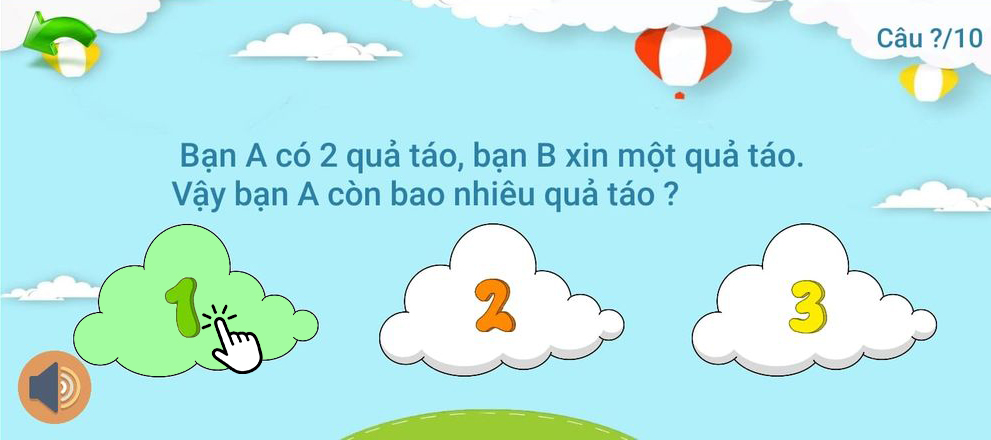 Câu ?/10
Bạn A có 2 quả táo, bạn B xin một quả táo.
Vậy bạn A còn bao nhiêu quả táo ?
1
2
3